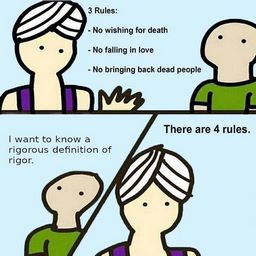 3 Rules:
- No wishing for death
- No falling in love
- No bringing back dead people
I want to know a
rigorous definition of
rigor.
There are 4 rules.